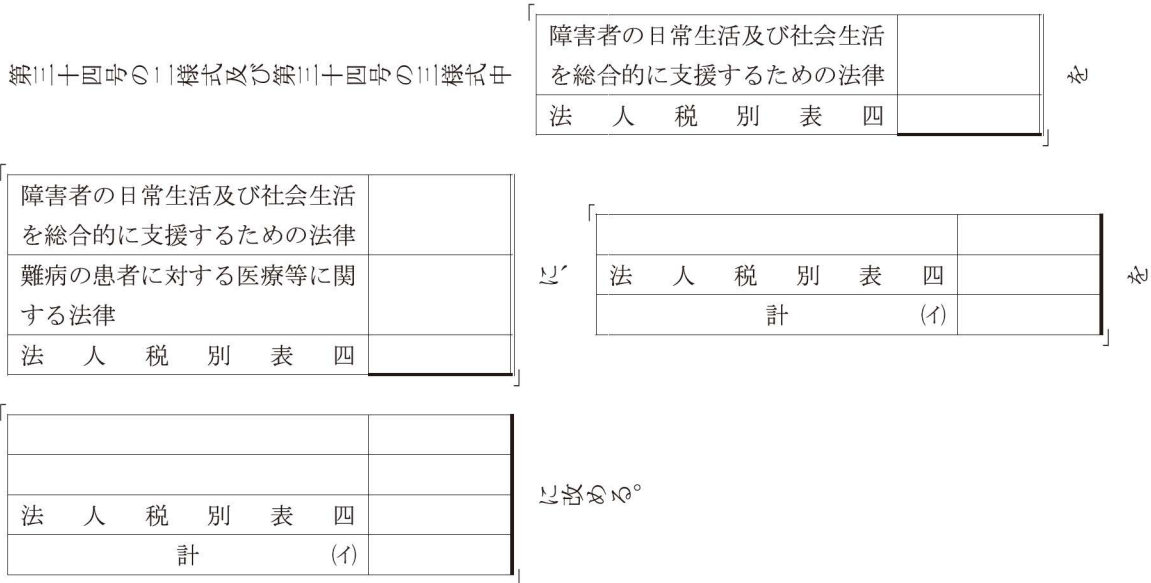 第三十四号の二様式及び第三十四号の三様式中
「
障害者の日常生活及び社会生活
を総合的に支援するための法律
法人税別表四
」
を
「
障害者の日常生活及び社会生活
を総合的に支援するための法律
難病の患者に対する医療等に関
する法律
法人税別表四
」
に、
「
法人税別表四
計 (イ)
」
を
「
法人税別表四
計 (イ)
」
に改める。